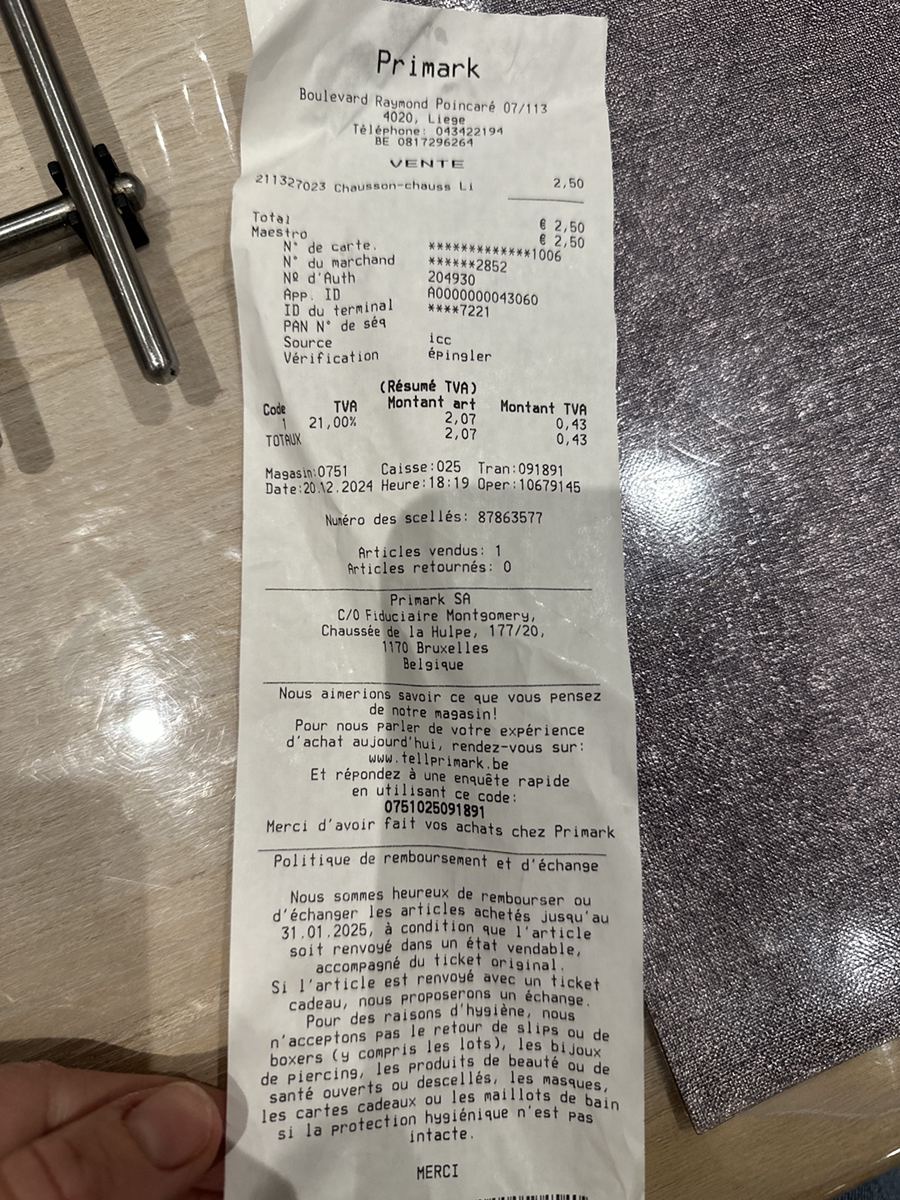 Primark
Boulevard Raymond Poincaré 07/113
4020, Liege
Téléphone: 043422194
BE 0817296264
VENTE
211327023 Chausson-chauss Li 2,50
Total € 2,50
Maestro € 2,50
N° de carte. *************1006
N° du marchand ******2852
Nº d'Auth 204930
App. ID A0000000043060
ID du terminal ****7221
PAN N° de séq
Source icc
Vérification épingler
(Résumé TVA)
Code TVA Montant art Montant TVA
1 21,00% 2,07 0,43
TOTAUX 2,07 0,43
Magasin:0751 Caisse:025 Tran:091891
Date:20.12.2024 Heure:18:19 Oper:10679145
Numéro des scellés: 87863577
Articles vendus: 1
Articles retournés: 0
Primark SA
C/O Fiduciaire Montgomery,
Chaussée de la Hulpe, 177/20,
1170 Bruxelles
Belgique
Nous aimerions savoir ce que vous pensez
de notre magasin!
Pour nous parler de votre expérience
d'achat aujourd'hui, rendez-vous sur:
www.tellprimark.be
Et répondez à une enquête rapide
en utilisant ce code:
0751025091891
Merci d'avoir fait vos achats chez Primark
Politique de remboursement et d'échange
Nous sommes heureux de rembourser ou
d'échanger les articles achetés jusqu'au
31.01.2025, à condition que l'article
soit renvoyé dans un état vendable,
accompagné du ticket original.
Si l'article est renvoyé avec un ticket
cadeau, nous proposerons un échange.
Pour des raisons d'hygiène, nous
n'acceptons pas le retour de slips ou de
boxers (y compris les lots), les bijoux
de piercing, les produits de beauté ou de
santé ouverts ou descellés, les masques,
les cartes cadeaux ou les maillots de bain
si la protection hygiénique n'est pas
intacte.
MERCI